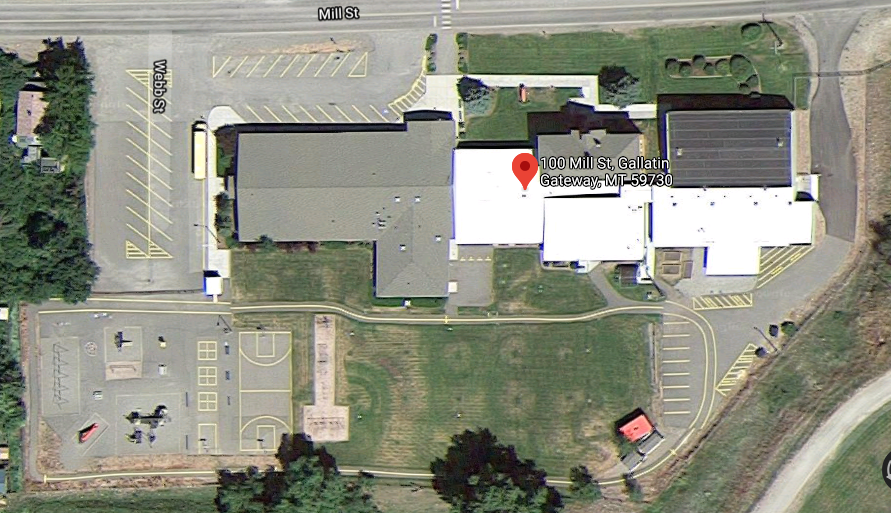 Mill St
Webb St
100 Mill St, Gallatin
Gateway, MT 59730